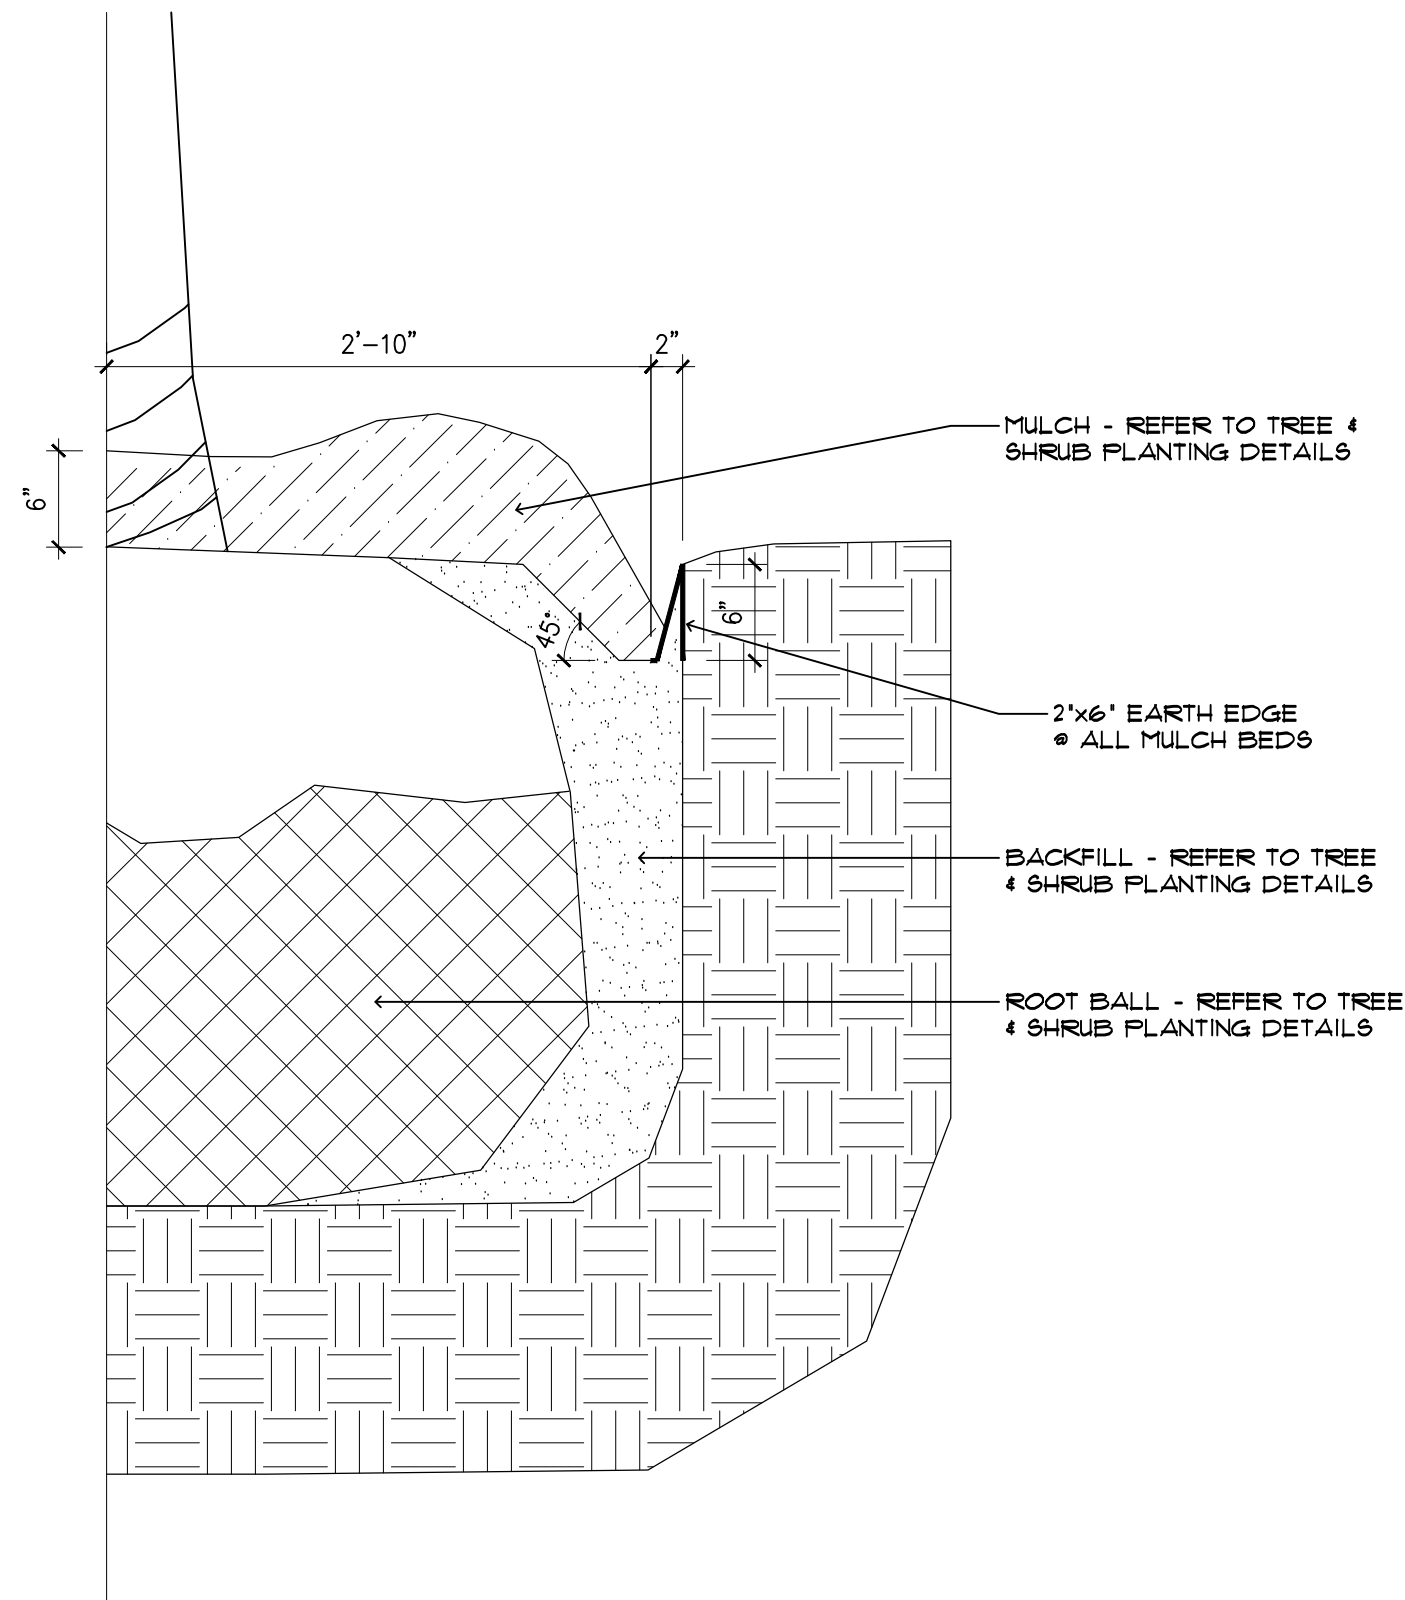 2'-10"
2"
MULCH - REFER TO TREE &
SHRUB PLANTING DETAILS
6"
45°
6"
2"x6" EARTH EDGE
@ ALL MULCH BEDS
BACKFILL - REFER TO TREE
& SHRUB PLANTING DETAILS
ROOT BALL - REFER TO TREE
& SHRUB PLANTING DETAILS